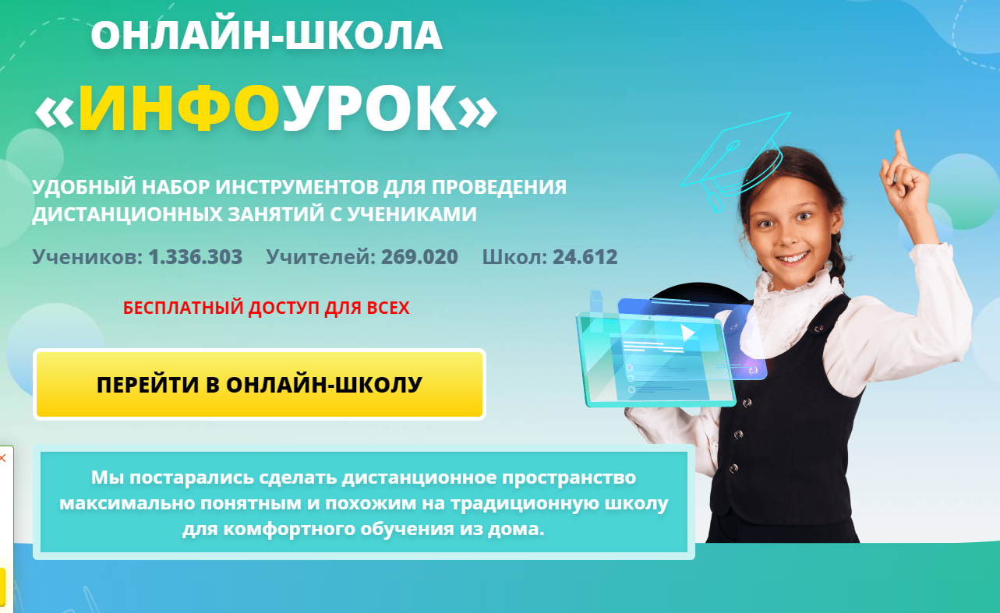 ОНЛАЙН-ШКОЛА
«ИНФОУРОК»
УДОБНЫЙ НАБОР ИНСТРУМЕНТОВ ДЛЯ ПРОВЕДЕНИЯ
ДИСТАНЦИОННЫХ ЗАНЯТИЙ С УЧЕНИКАМИ
Учеников: 1.336.303 Учителей: 269.020 Школ: 24.612
БЕСПЛАТНЫЙ ДОСТУП ДЛЯ ВСЕХ
ПЕРЕЙТИ В ОНЛАЙН-ШКОЛУ
Мы постарались сделать дистанционное пространство
максимально понятным и похожим на традиционную школу
для комфортного обучения из дома.